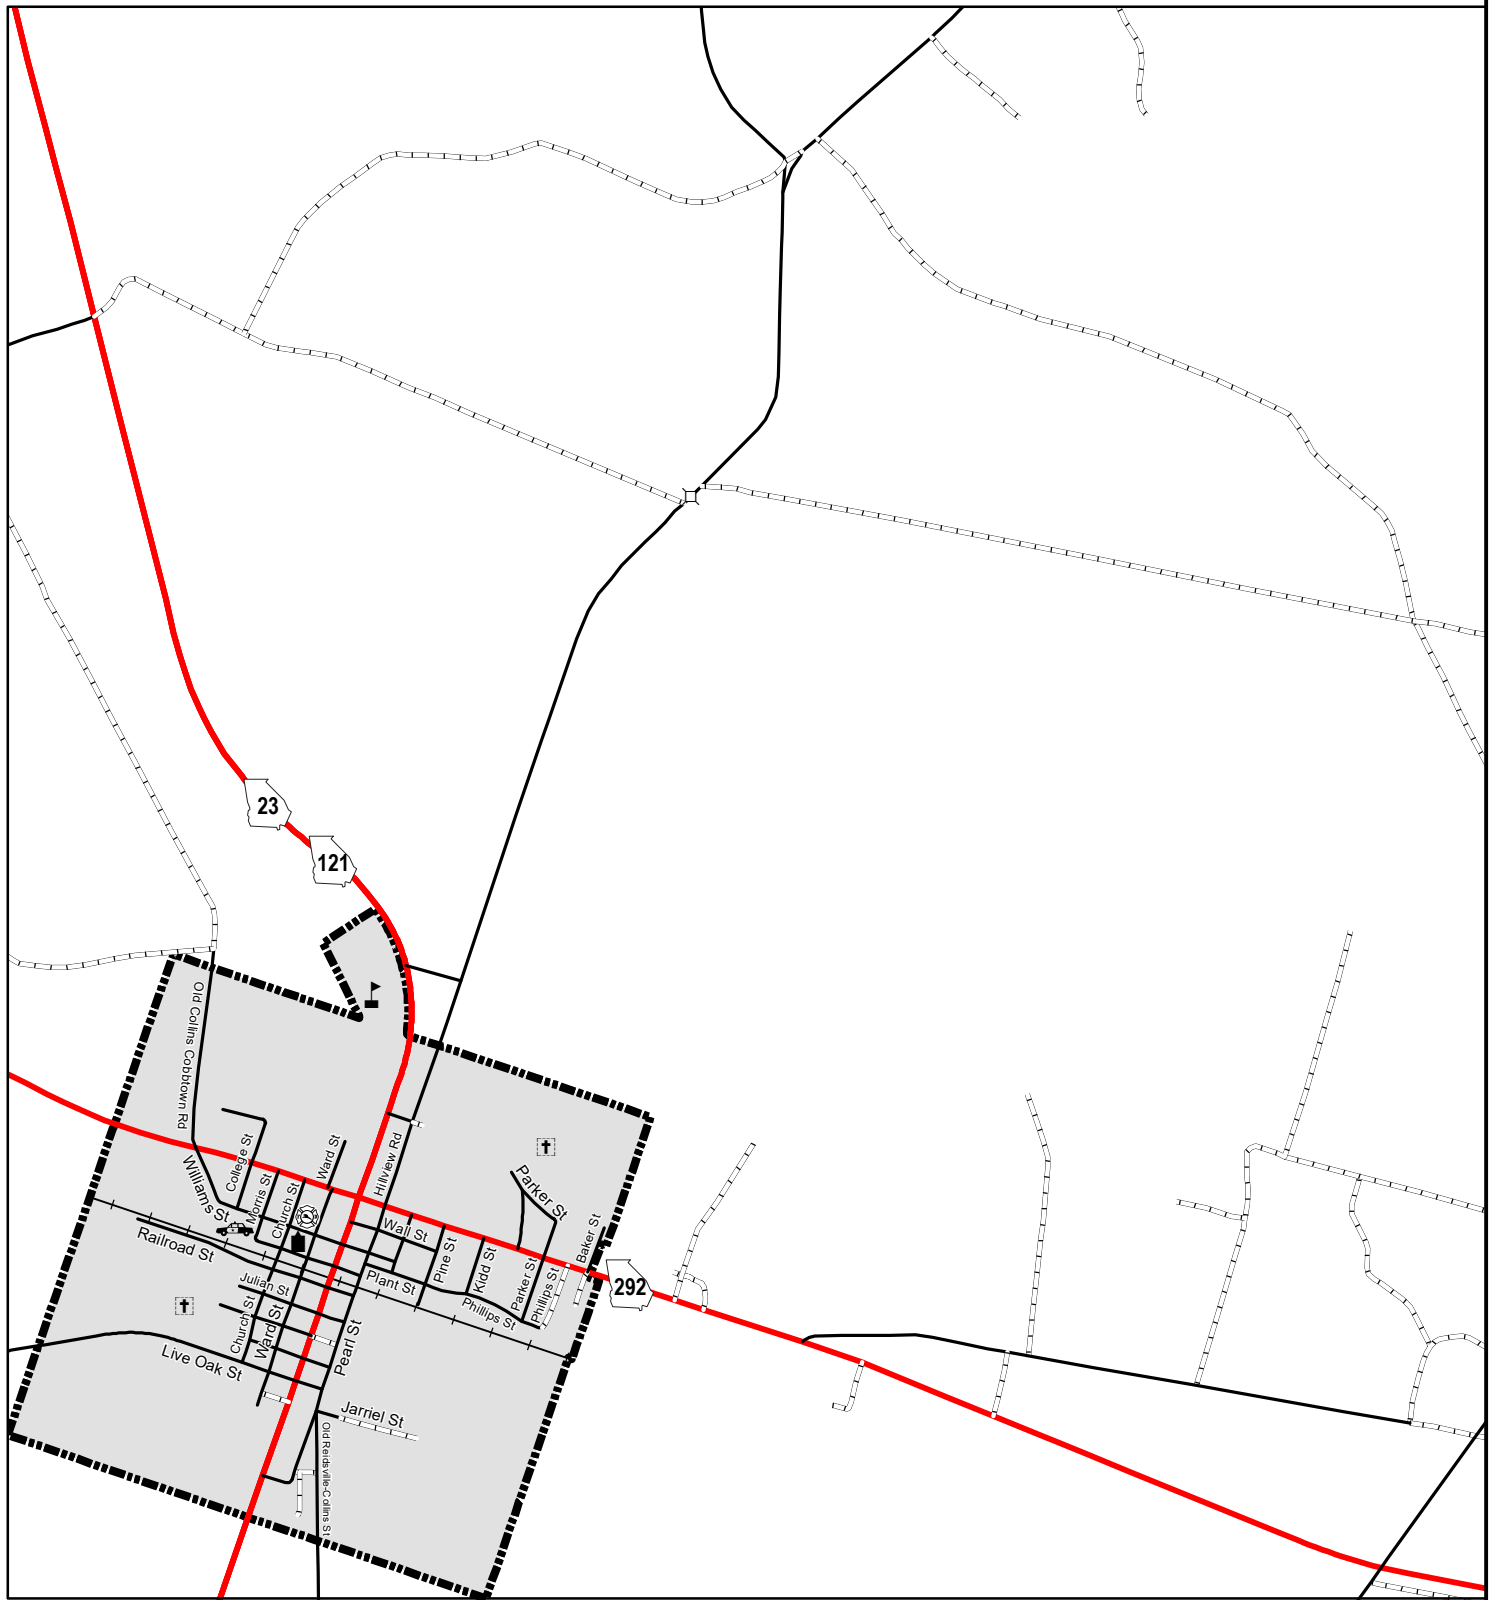 23
121
Old Collins Cobbtown Rd
College St
Ward St
Hillview Rd
Williams St
Morris St
Church St
Parker St
Wall St
Baker St
Railroad St
Pine St
Kidd St
Parker St
Phillips St
292
Plant St
Julian St
Phillips St
Church St
Ward St
Pearl St
Live Oak St
Jarriel St
Old Reidsville-Collins St